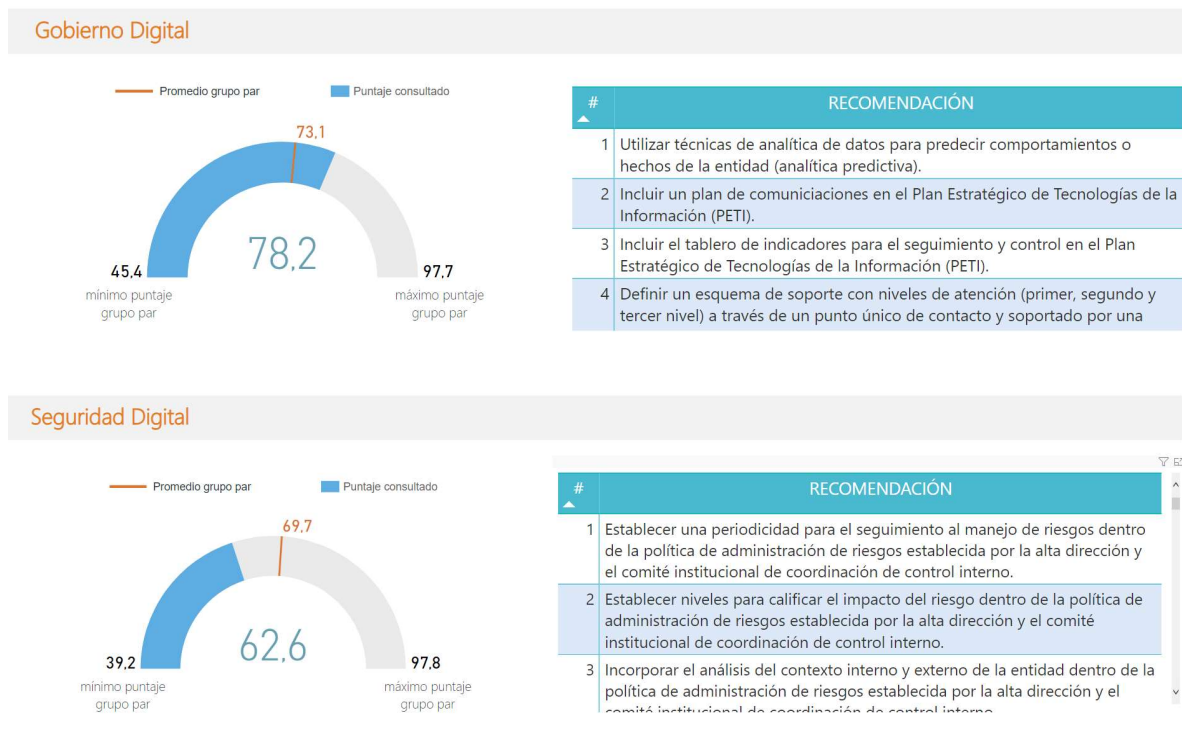 Gobierno Digital
Promedio grupo par
Puntaje consultado
73,1
78,2
45,4
mínimo puntaje
grupo par
97,7
máximo puntaje
grupo par
# RECOMENDACIÓN
1 Utilizar técnicas de analítica de datos para predecir comportamientos o
hechos de la entidad (analítica predictiva).
2 Incluir un plan de comuniciaciones en el Plan Estratégico de Tecnologías de la
Información (PETI).
3 Incluir el tablero de indicadores para el seguimiento y control en el Plan
Estratégico de Tecnologías de la Información (PETI).
4 Definir un esquema de soporte con niveles de atención (primer, segundo y
tercer nivel) a través de un punto único de contacto y soportado por una
Seguridad Digital
Promedio grupo par
Puntaje consultado
69,7
62,6
39,2
mínimo puntaje
grupo par
97,8
máximo puntaje
grupo par
# RECOMENDACIÓN
1 Establecer una periodicidad para el seguimiento al manejo de riesgos dentro
de la política de administración de riesgos establecida por la alta dirección y
el comité institucional de coordinación de control interno.
2 Establecer niveles para calificar el impacto del riesgo dentro de la política de
administración de riesgos establecida por la alta dirección y el comité
institucional de coordinación de control interno.
3 Incorporar el análisis del contexto interno y externo de la entidad dentro de la
política de administración de riesgos establecida por la alta dirección y el
comité institucional de coordinación de control interno